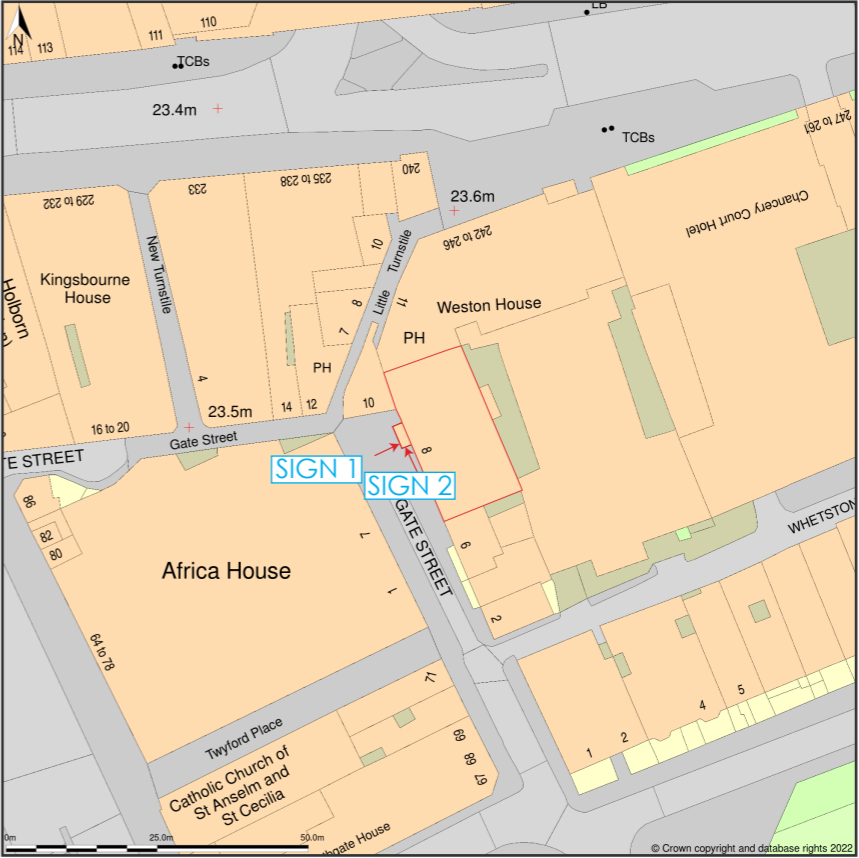 LB
114
113
111
110
N
TCBs
23.4m
TCBs
247 to 261
229 to 232
233
235 to 238
240
23.6m
Chancery Court Hotel
242 to 246
New Turnstile
10
Little Turnstile
Kingsbourne
House
Holborn
8
11
Weston House
7
PH
PH
4
23.5m
14
12
10
16 to 20
Gate Street
TE STREET
8
SIGN 1
SIGN 2
GATE STREET
86
82
80
7
6
WHETSTON
Africa House
1
2
64 to 78
71
Twyford Place
4
5
69
68
67
1
2
Catholic Church of
St Anselm and
St Cecilia
hgate House
0m
25.0m
50.0m
© Crown copyright and database rights 2022